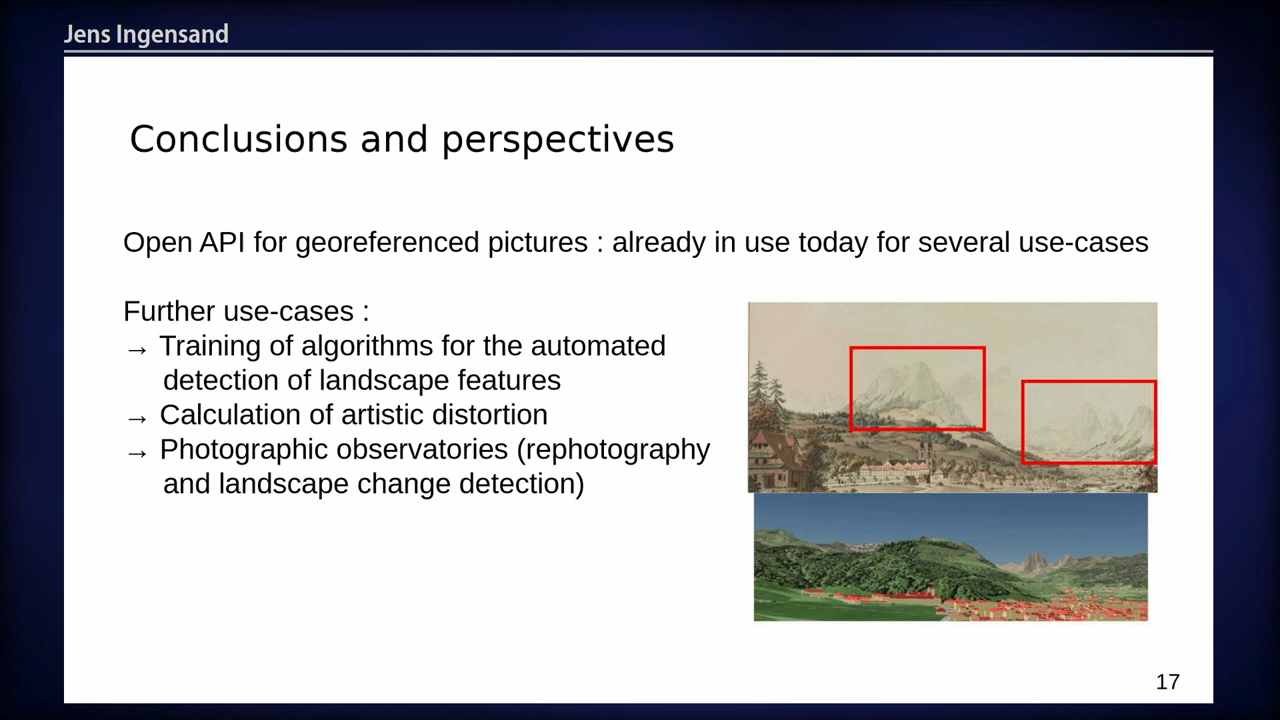 Jens Ingensand
Conclusions and perspectives
Open API for georeferenced pictures : already in use today for several use-cases
Further use-cases :
→ Training of algorithms for the automated
detection of landscape features
→ Calculation of artistic distortion
→ Photographic observatories (rephotography
and landscape change detection)
17